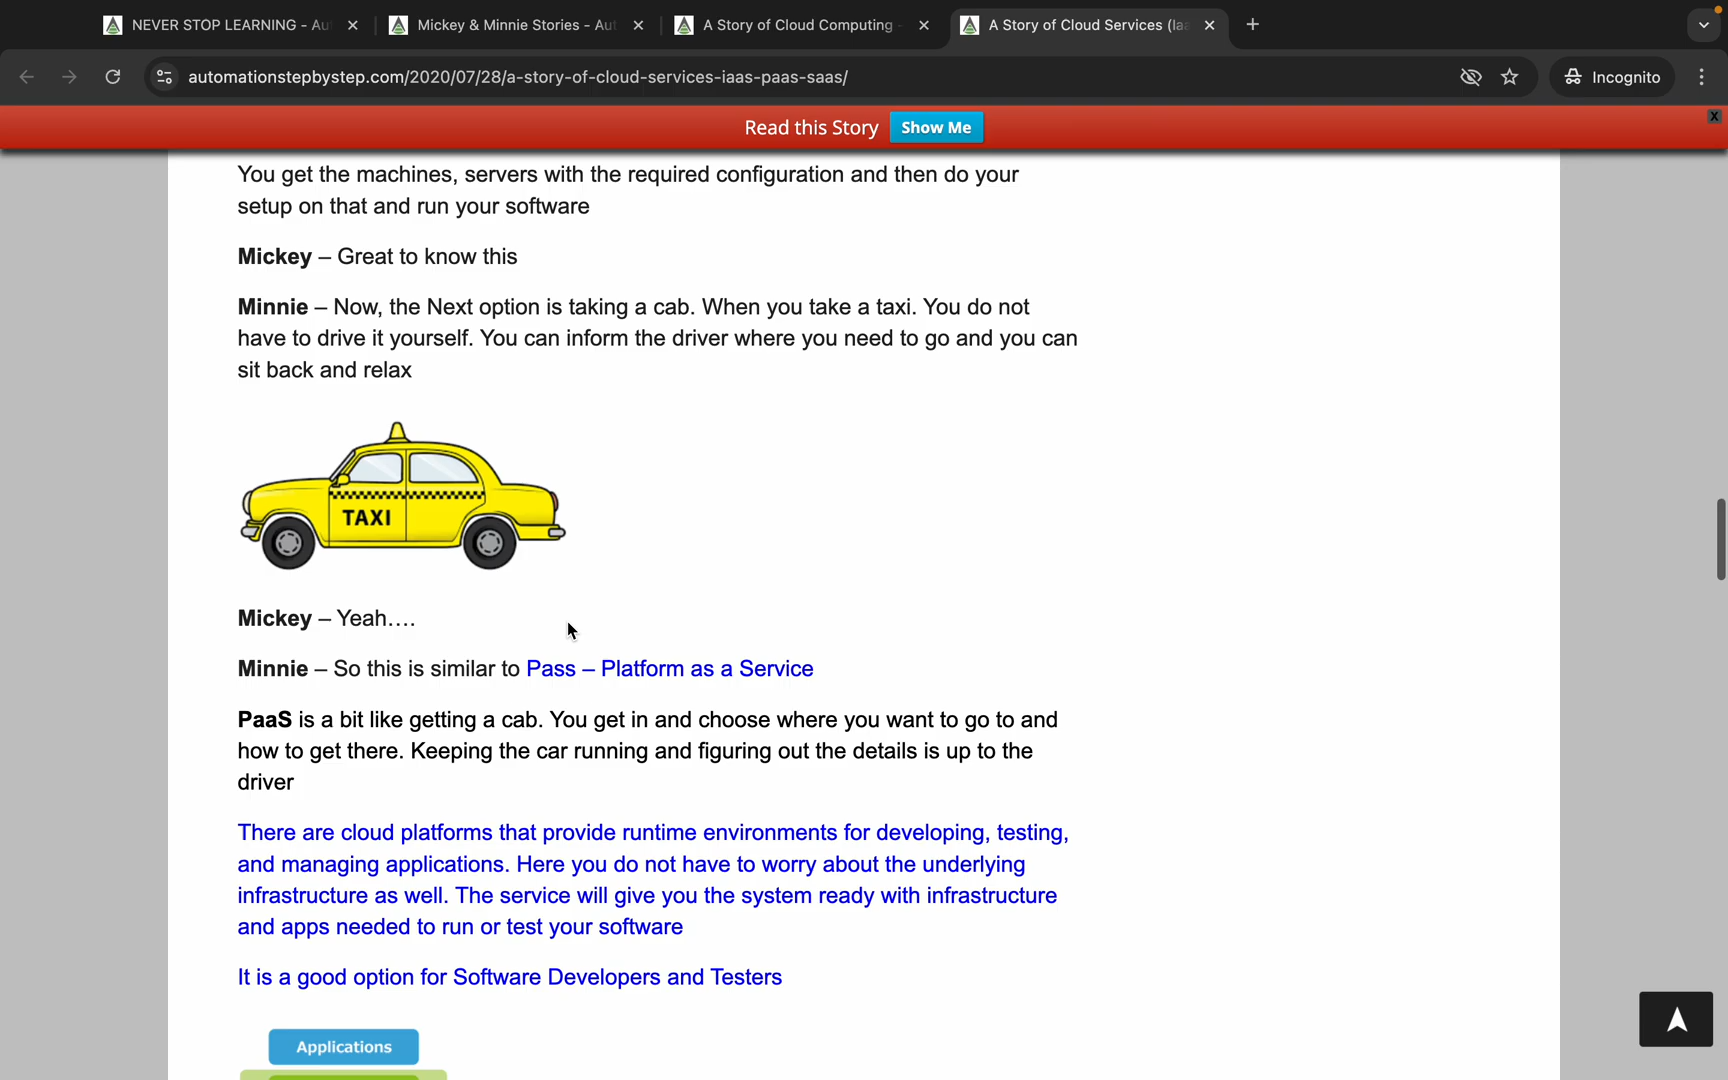 NEVER STOP LEARNING - Au
Mickey & Minnie Stories - Aut
A Story of Cloud Computing -
A Story of Cloud Services (Iaa
automationstepbystep.com/2020/07/28/a-story-of-cloud-services-iaas-paas-saas/
Incognito
Read this Story Show Me
X
You get the machines, servers with the required configuration and then do your
setup on that and run your software
Mickey – Great to know this
Minnie – Now, the Next option is taking a cab. When you take a taxi. You do not
have to drive it yourself. You can inform the driver where you need to go and you can
sit back and relax
TAXI
Mickey – Yeah….
Minnie – So this is similar to Pass – Platform as a Service
PaaS is a bit like getting a cab. You get in and choose where you want to go to and
how to get there. Keeping the car running and figuring out the details is up to the
driver
There are cloud platforms that provide runtime environments for developing, testing,
and managing applications. Here you do not have to worry about the underlying
infrastructure as well. The service will give you the system ready with infrastructure
and apps needed to run or test your software
It is a good option for Software Developers and Testers
Applications